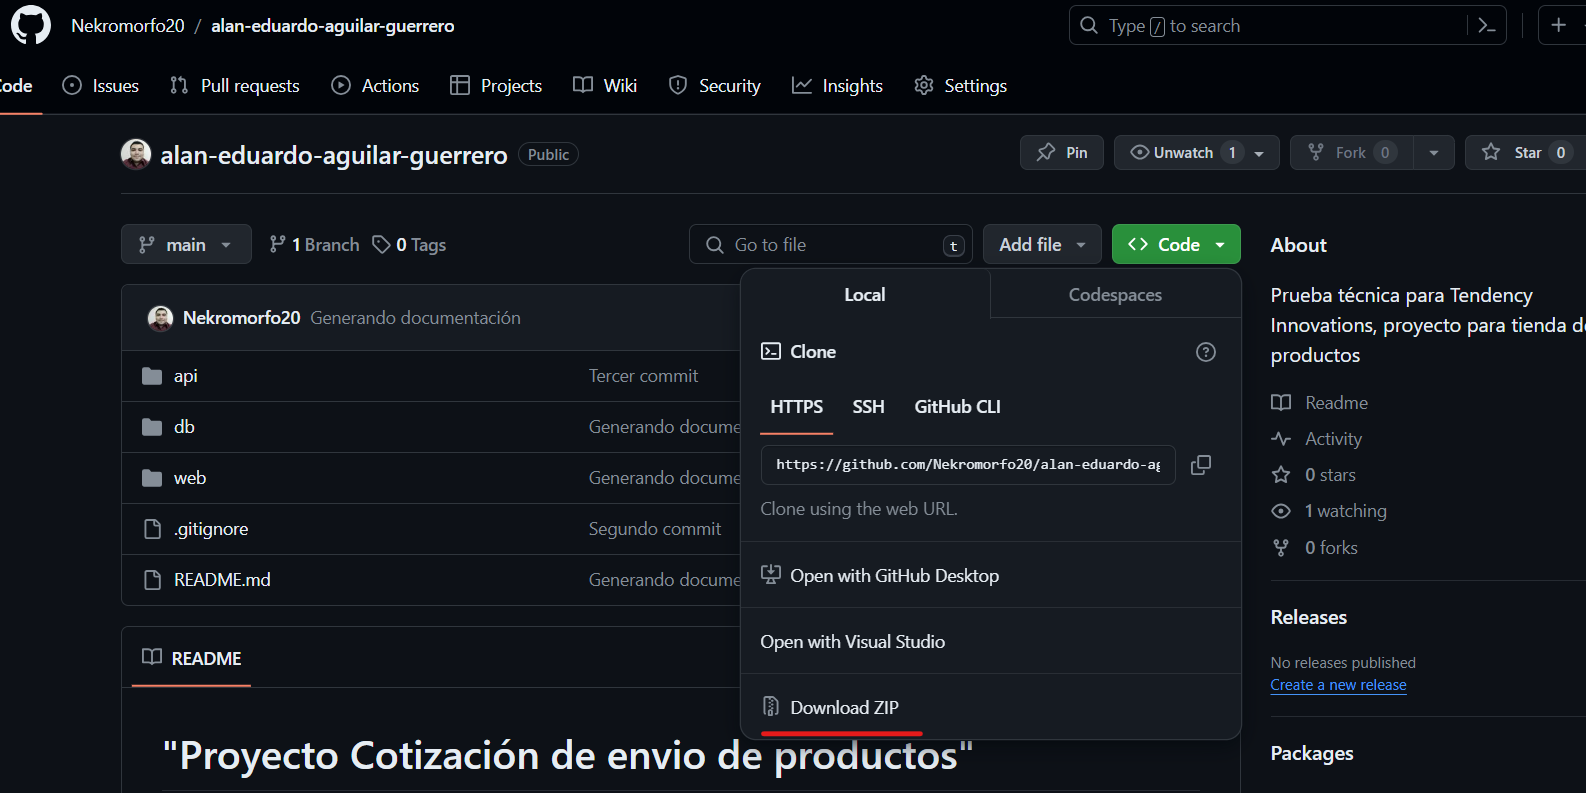 Nekromorfo20 / alan-eduardo-aguilar-guerrero
Type / to search
Code
Issues
Pull requests
Actions
Projects
Wiki
Security
Insights
Settings
alan-eduardo-aguilar-guerrero Public
Pin
Unwatch 1
Fork 0
Star 0
main
1 Branch
0 Tags
Go to file t
Add file
<> Code
Local
Codespaces
Clone
HTTPS
SSH
GitHub CLI
https://github.com/Nekromorfo20/alan-eduardo-ag
Clone using the web URL.
Open with GitHub Desktop
Open with Visual Studio
Download ZIP
Nekromorfo20 Generando documentación
api Tercer commit
db Generando docume
web Generando docume
.gitignore Segundo commit
README.md Generando docume
README
"Proyecto Cotización de envio de productos"
About
Prueba técnica para Tendency
Innovations, proyecto para tienda de
productos
Readme
Activity
0 stars
1 watching
0 forks
Releases
No releases published
Create a new release
Packages